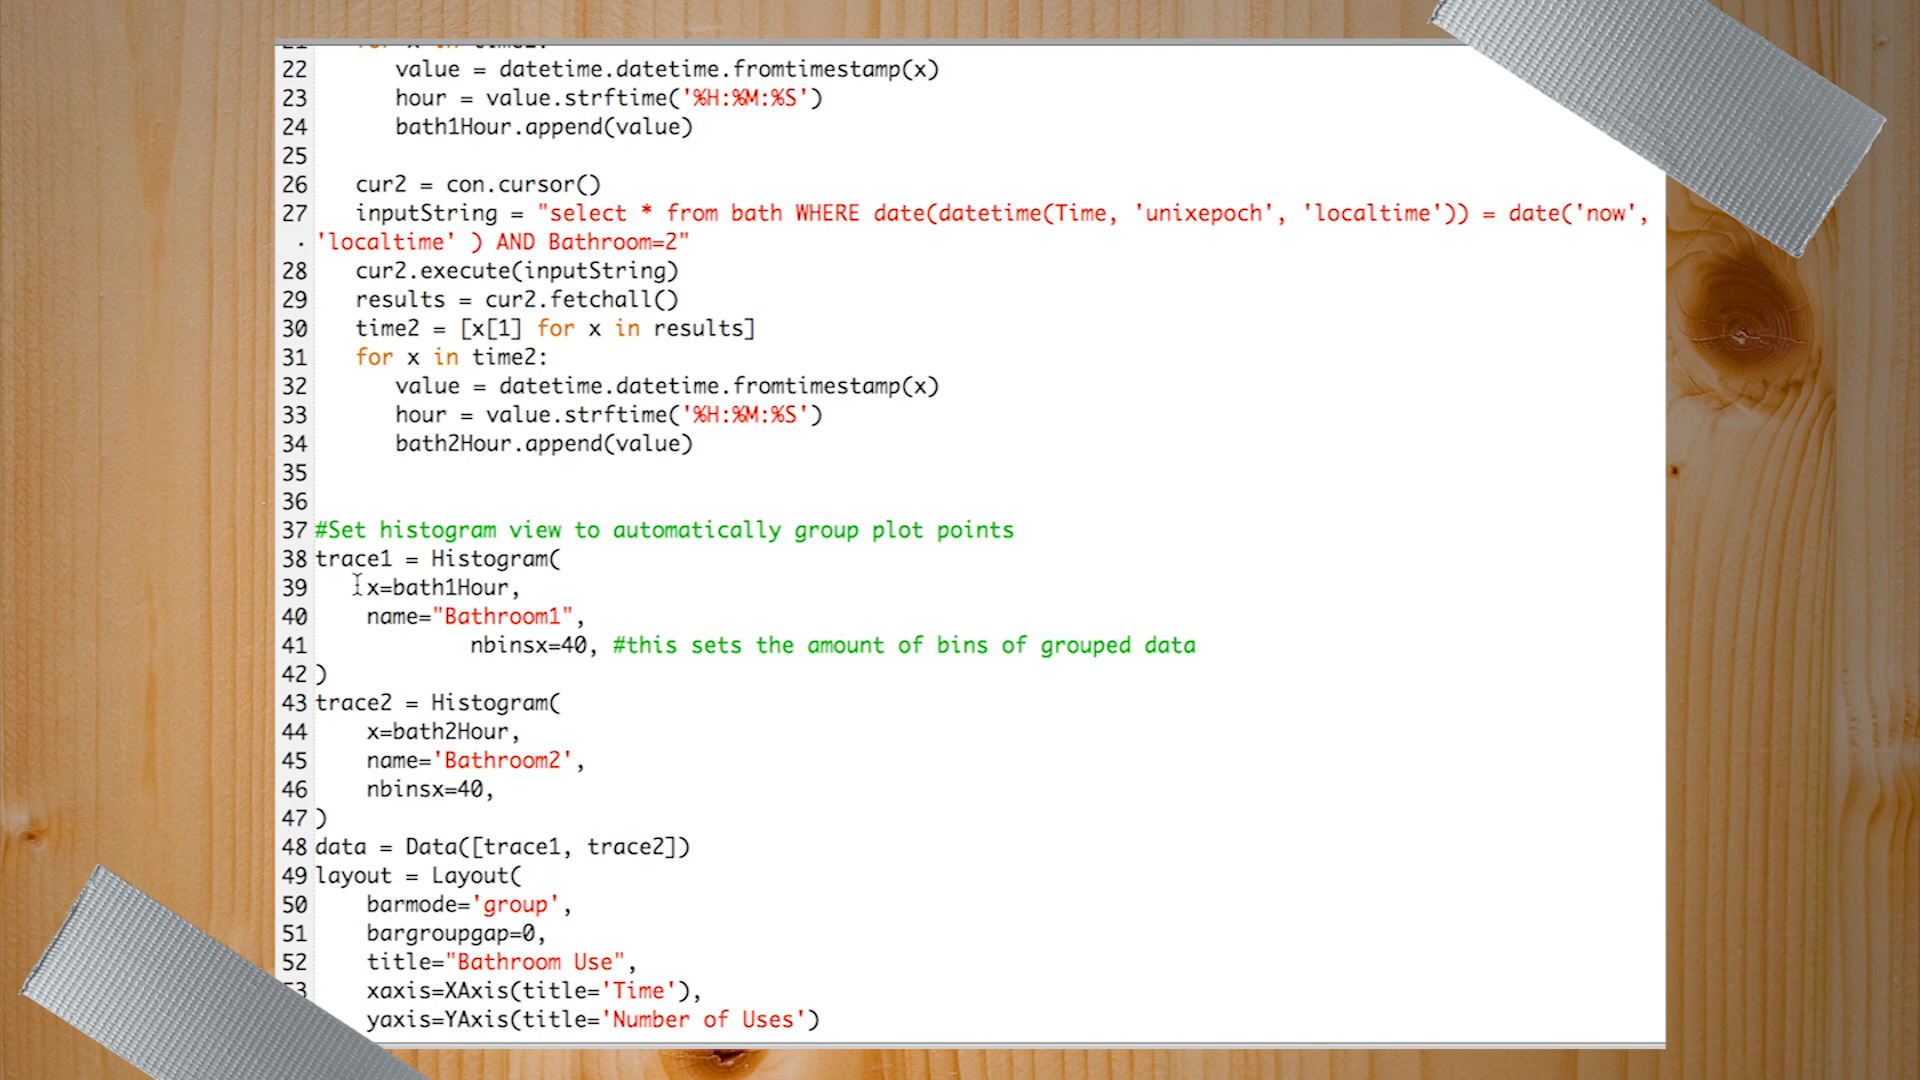 22 value = datetime.datetime.fromtimestamp(x)
23 hour = value.strftime('%H:%M:%S')
24 bath1Hour.append(value)
25
26 cur2 = con.cursor()
27 inputString = "select * from bath WHERE date(datetime(Time, 'unixepoch', 'localtime')) = date('now',
· 'localtime' ) AND Bathroom=2"
28 cur2.execute(inputString)
29 results = cur2.fetchall()
30 time2 = [x[1] for x in results]
31 for x in time2:
32 value = datetime.datetime.fromtimestamp(x)
33 hour = value.strftime('%H:%M:%S')
34 bath2Hour.append(value)
35
36
37 #Set histogram view to automatically group plot points
38 trace1 = Histogram(
39 x=bath1Hour,
40 name="Bathroom1",
41 nbinsx=40, #this sets the amount of bins of grouped data
42 )
43 trace2 = Histogram(
44 x=bath2Hour,
45 name='Bathroom2',
46 nbinsx=40,
47 )
48 data = Data([trace1, trace2])
49 layout = Layout(
50 barmode='group',
51 bargroupgap=0,
52 title="Bathroom Use",
53 xaxis=XAxis(title='Time'),
yaxis=YAxis(title='Number of Uses')